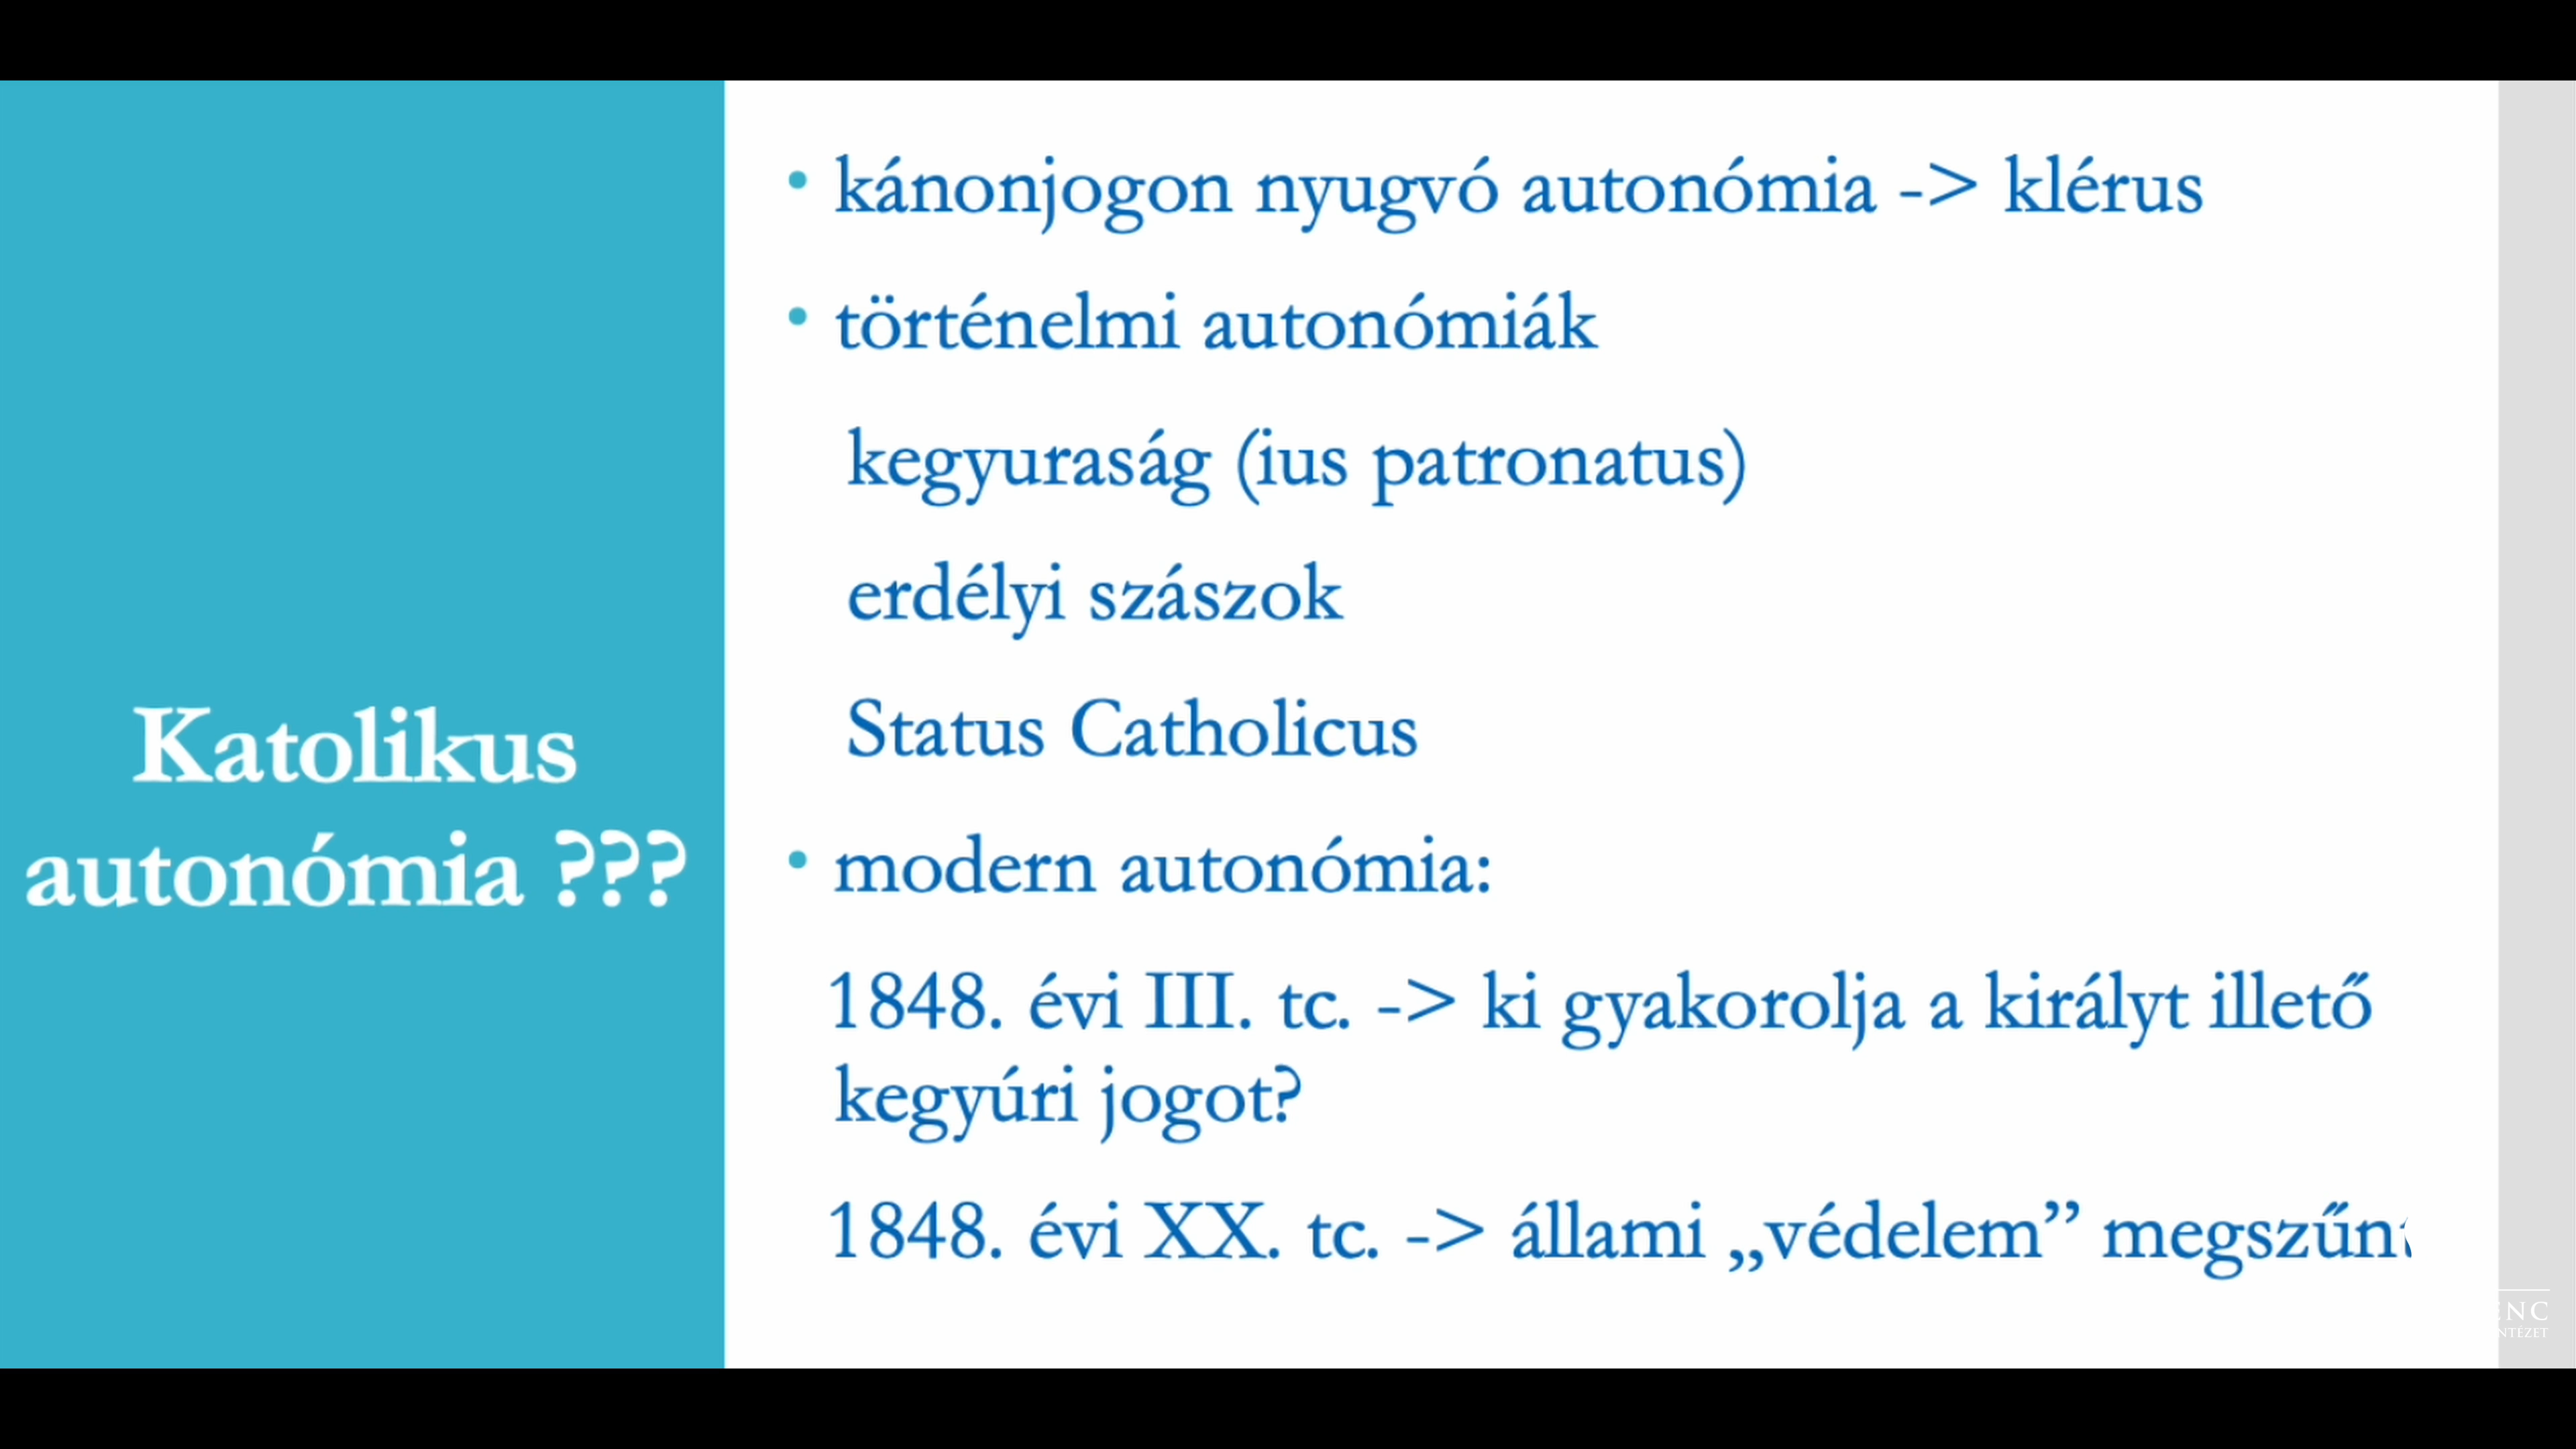 Katolikus
autonómia ???
• kánonjogon nyugvó autonómia -> klérus
• történelmi autonómiák
kegyuraság (ius patronatus)
erdélyi szászok
Status Catholicus
• modern autonómia:
1848. évi III. tc. -> ki gyakorolja a királyt illető
kegyúri jogot?
1848. évi XX. tc. -> állami „védelem” megszűnt